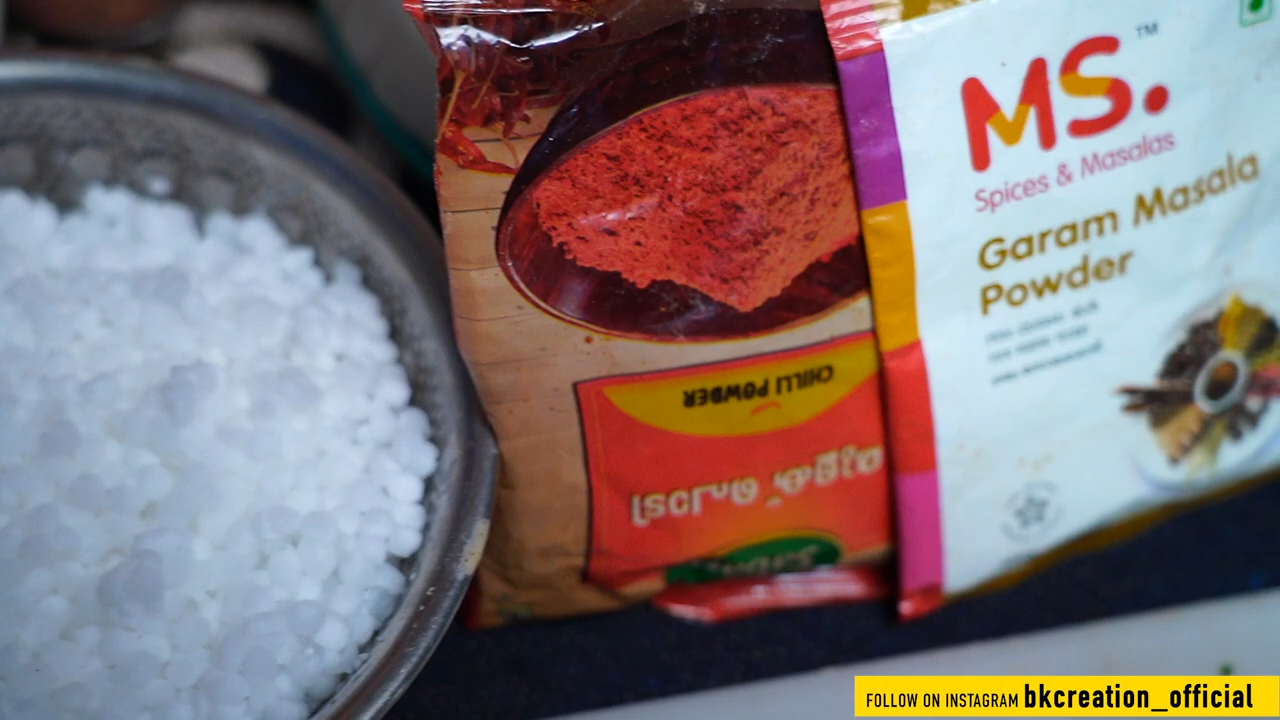 MS.™
Spices & Masalas
Garam Masala
Powder
CHILLI POWDER
മുളക് പൊടി
FOLLOW ON INSTAGRAM bkcreation_official